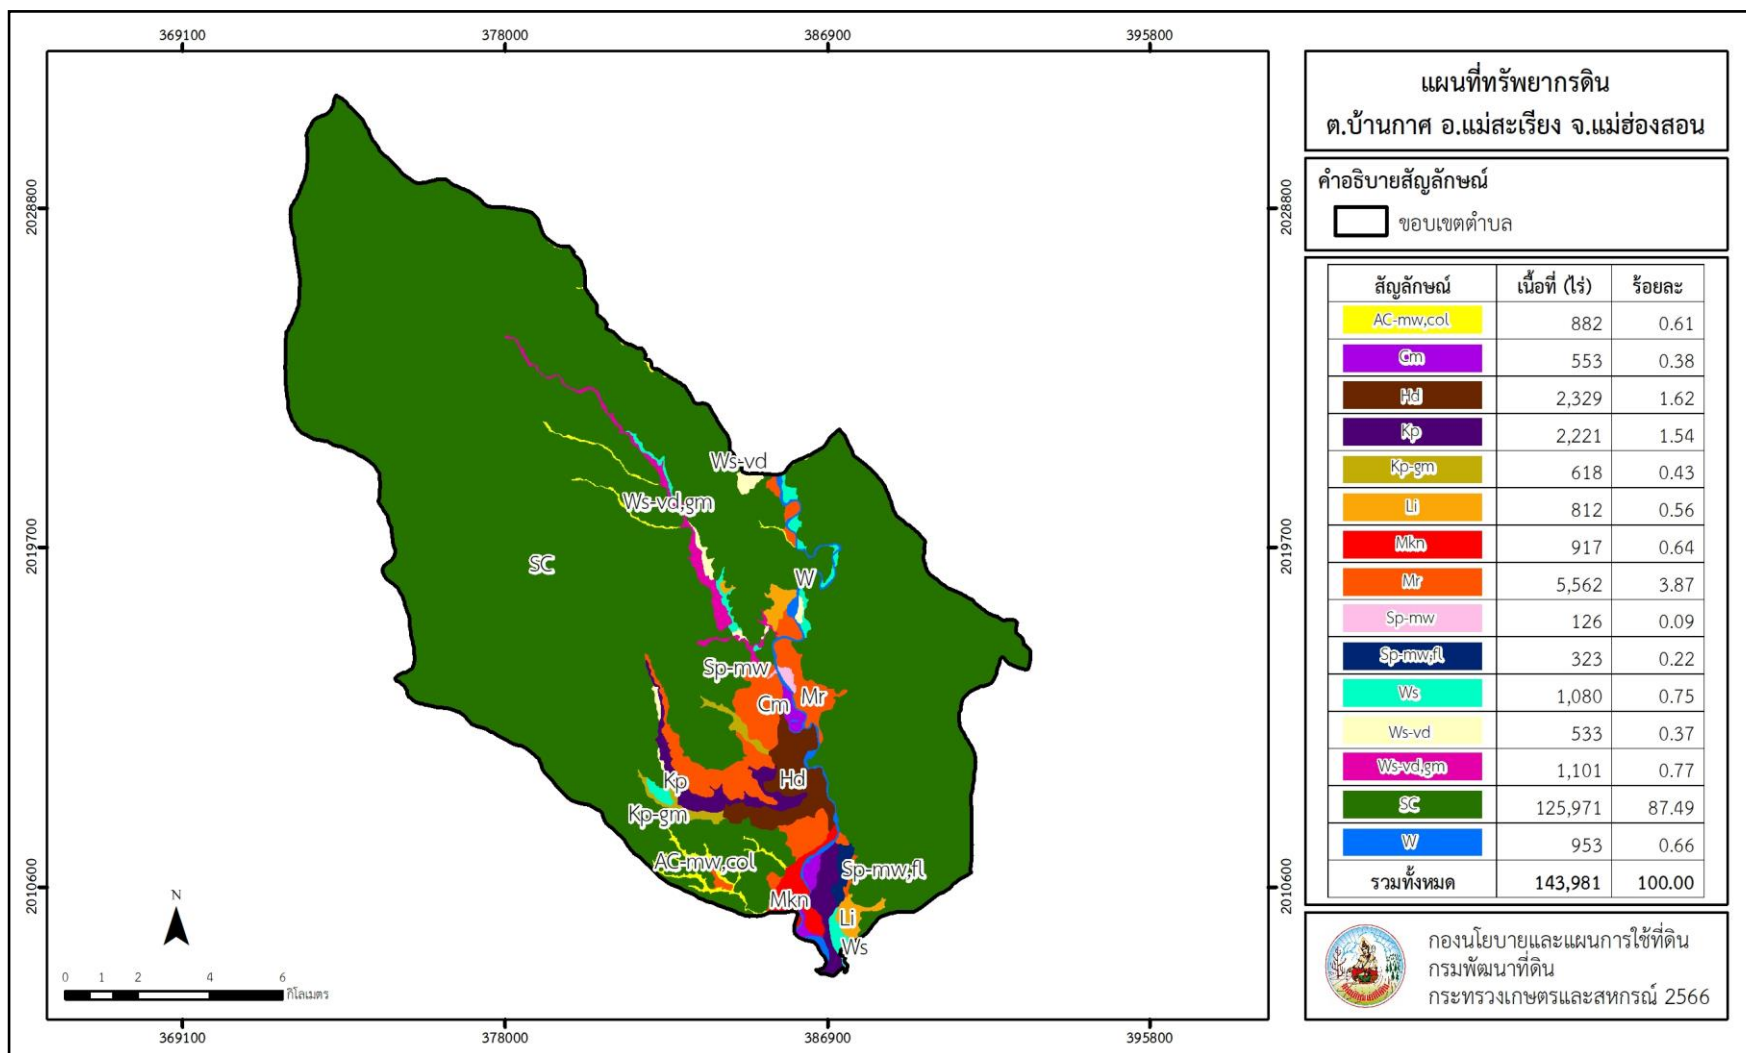 369100 378000 386900 395800
แผนที่ทรัพยากรดิน
ต.บ้านกาศ อ.แม่สะเรียง จ.แม่ฮ่องสอน
คำอธิบายสัญลักษณ์
ขอบเขตตำบล
สัญลักษณ์ เนื้อที่ (ไร่) ร้อยละ
AC-mw,col 882 0.61
Cm 553 0.38
Hd 2,329 1.62
Kp 2,221 1.54
Kp-gm 618 0.43
Li 812 0.56
Mkn 917 0.64
Mr 5,562 3.87
Sp-mw 126 0.09
Sp-mw,fl 323 0.22
Ws 1,080 0.75
Ws-vd 533 0.37
Ws-vd,gm 1,101 0.77
SC 125,971 87.49
W 953 0.66
รวมทั้งหมด 143,981 100.00
กองนโยบายและแผนการใช้ที่ดิน
กรมพัฒนาที่ดิน
กระทรวงเกษตรและสหกรณ์ 2566
2028800 2028800
Ws-vd
Ws-vd,gm
2019700 2019700
SC
W
Sp-mw
Mr
Cm
Kp
Hd
Kp-gm
AC-mw,col
Sp-mw,fl
2010600 2010600
Mkn
Li
Ws
N
0 1 2 4 6
กิโลเมตร
369100 378000 386900 395800